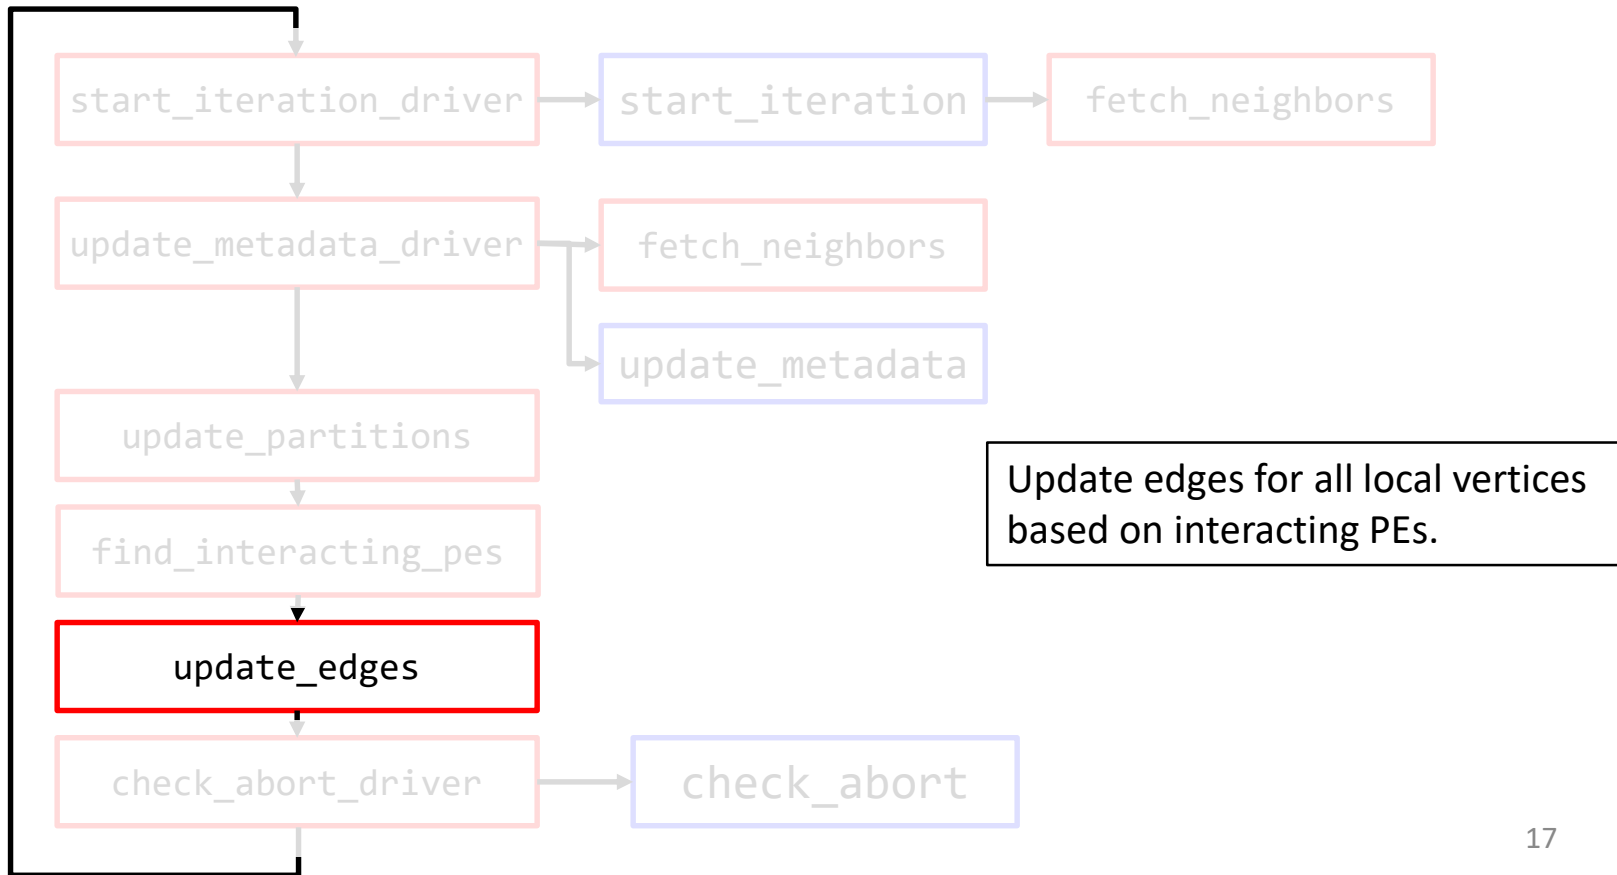 start_iteration_driver
start_iteration
fetch_neighbors
update_metadata_driver
fetch_neighbors
update_metadata
update_partitions
find_interacting_pes
Update edges for all local vertices
based on interacting PEs.
update_edges
check_abort_driver
check_abort
17